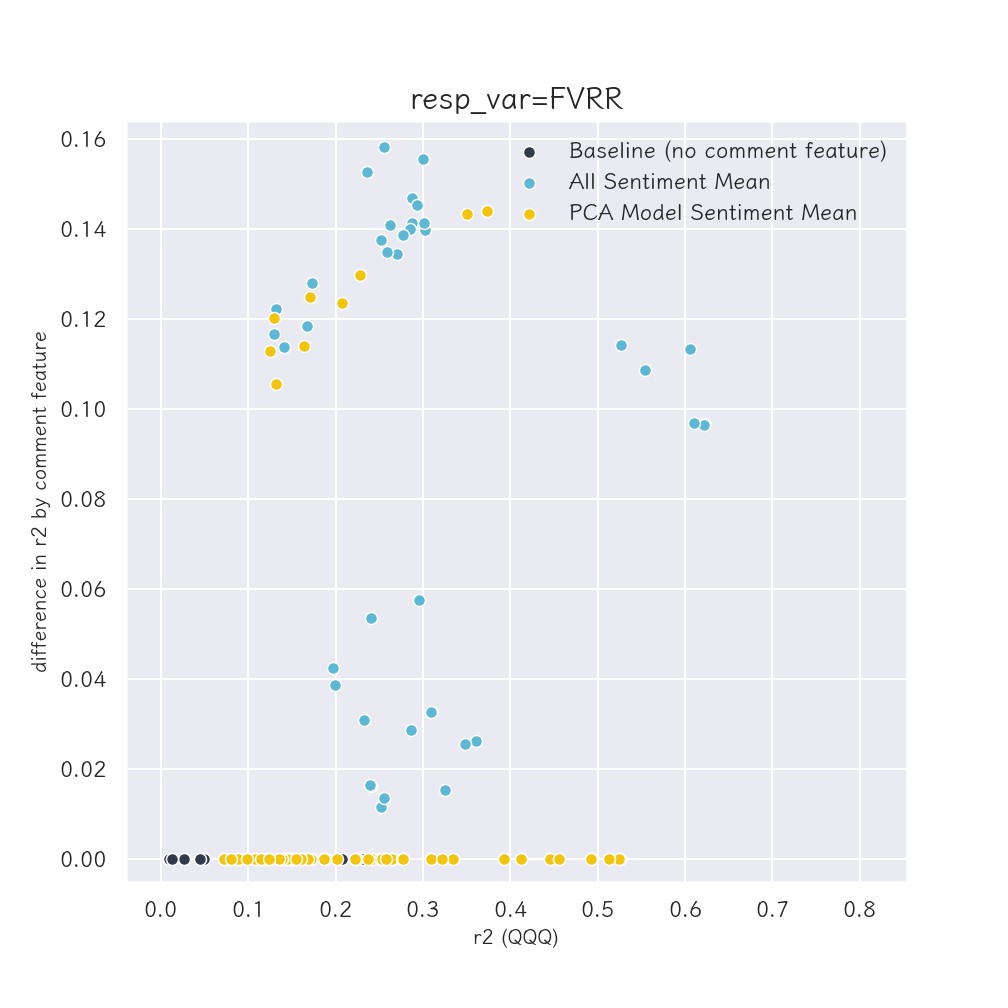 resp_var=FVRR
Baseline (no comment feature)
All Sentiment Mean
PCA Model Sentiment Mean
difference in r2 by comment feature
0.16
0.14
0.12
0.10
0.08
0.06
0.04
0.02
0.00
0.0 0.1 0.2 0.3 0.4 0.5 0.6 0.7 0.8
r2 (QQQ)